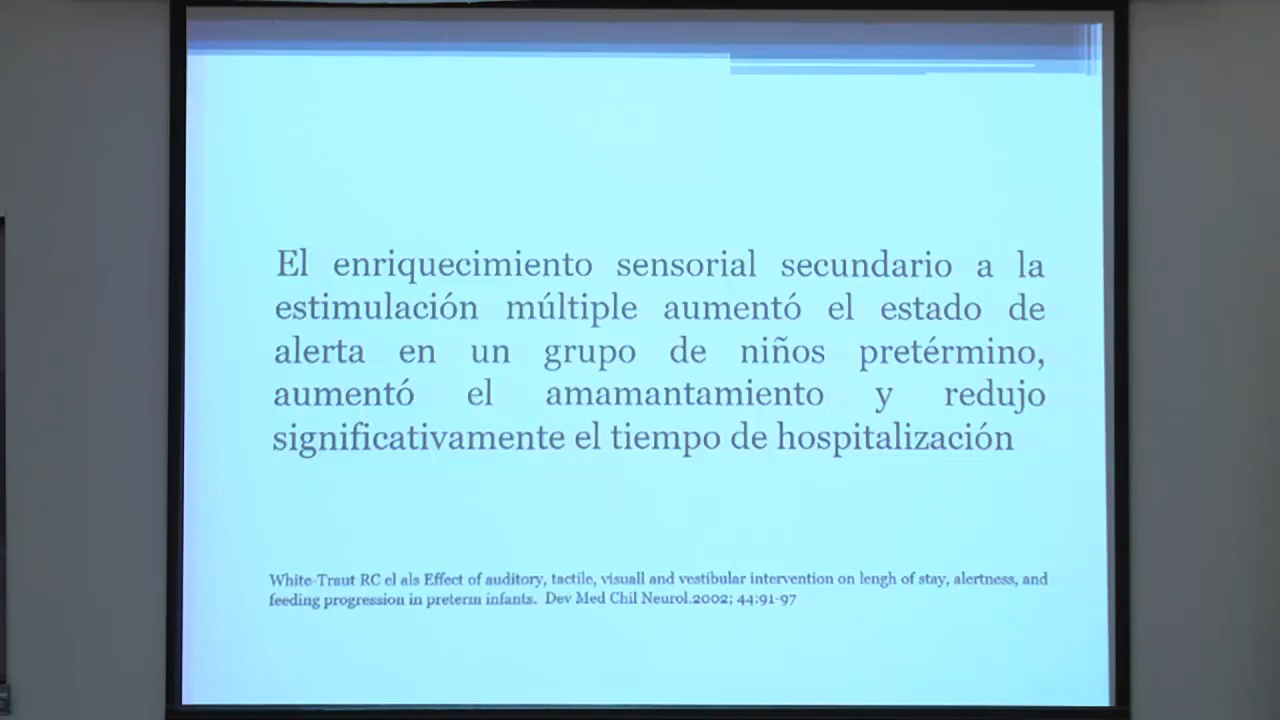 El enriquecimiento sensorial secundario a la
estimulación múltiple aumentó el estado de
alerta en un grupo de niños pretérmino,
aumentó el amamantamiento y redujo
significativamente el tiempo de hospitalización
White-Traut RC el als Effect of auditory, tactile, visuall and vestibular intervention on lengh of stay, alertness, and
feeding progression in preterm infants. Dev Med Chil Neurol.2002; 44:91-97